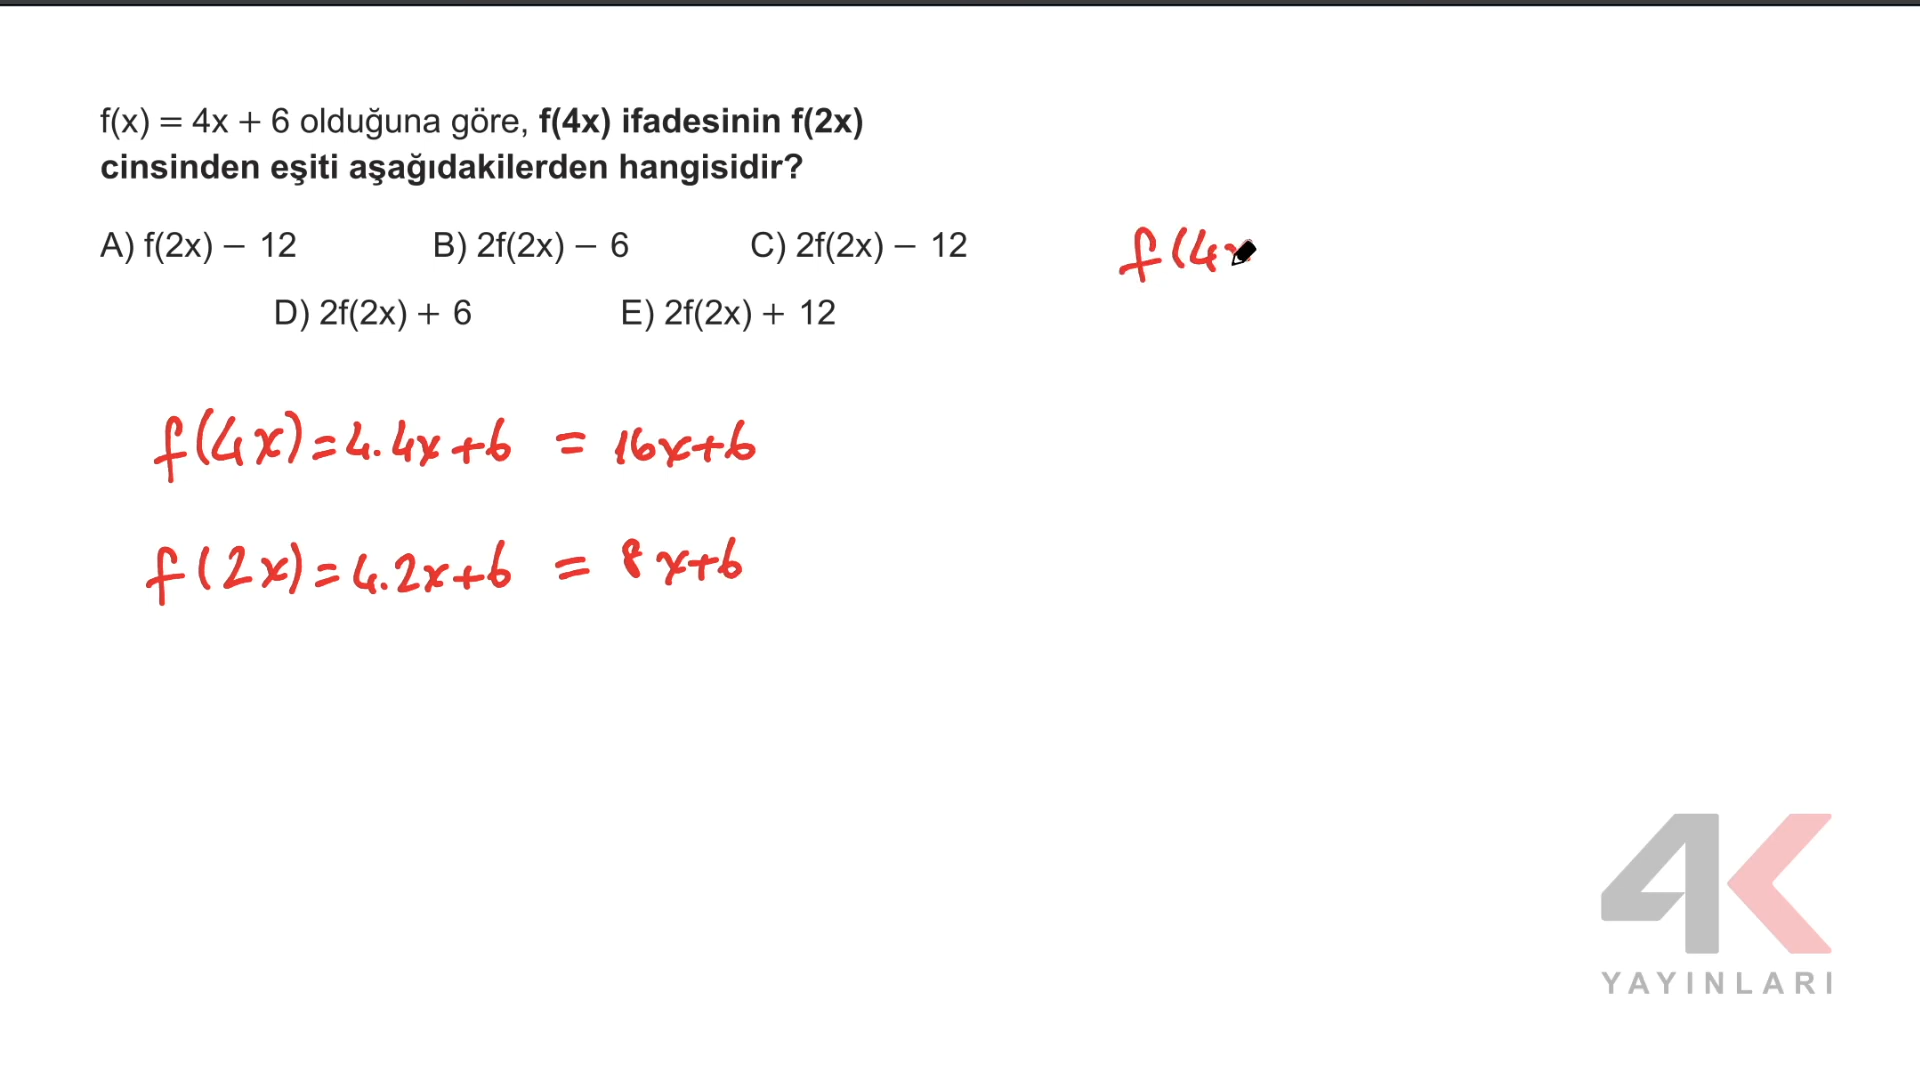 f(x) = 4x + 6 olduğuna göre, f(4x) ifadesinin f(2x)
cinsinden eşiti aşağıdakilerden hangisidir?
A) f(2x) – 12 B) 2f(2x) – 6 C) 2f(2x) – 12
D) 2f(2x) + 6 E) 2f(2x) + 12
f(4x
f(4x)=4.4x+6 = 16x+6
f(2x)=4.2x+6 = 8x+6
4K
YAYINLARI